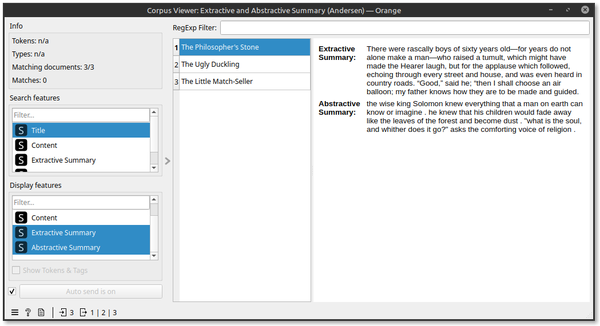 Corpus Viewer: Extractive and Abstractive Summary (Andersen) — Orange
Info
Tokens: n/a
Types: n/a
Matching documents: 3/3
Matches: 0
Search features
Filter...
S Title
S Content
S Extractive Summary
Display features
Filter...
S Content
S Extractive Summary
S Abstractive Summary
Show Tokens & Tags
Auto send is on
3 1 | 2 | 3
RegExp Filter:
1 The Philosopher's Stone
2 The Ugly Duckling
3 The Little Match-Seller
Extractive Summary:
There were rascally boys of sixty years old—for years do not
alone make a man—who raised a tumult, which might have
made the Hearer laugh, but for the applause which followed,
echoing through every street and house, and was even heard in
country roads. “Good,” said he; “then I shall choose an air
balloon; my father knows how they are to be made and guided.
Abstractive Summary:
the wise king Solomon knew everything that a man on earth can
know or imagine . he knew that his children would fade away
like the leaves of the forest and become dust . "what is the soul,
and whither does it go?" asks the comforting voice of religion .